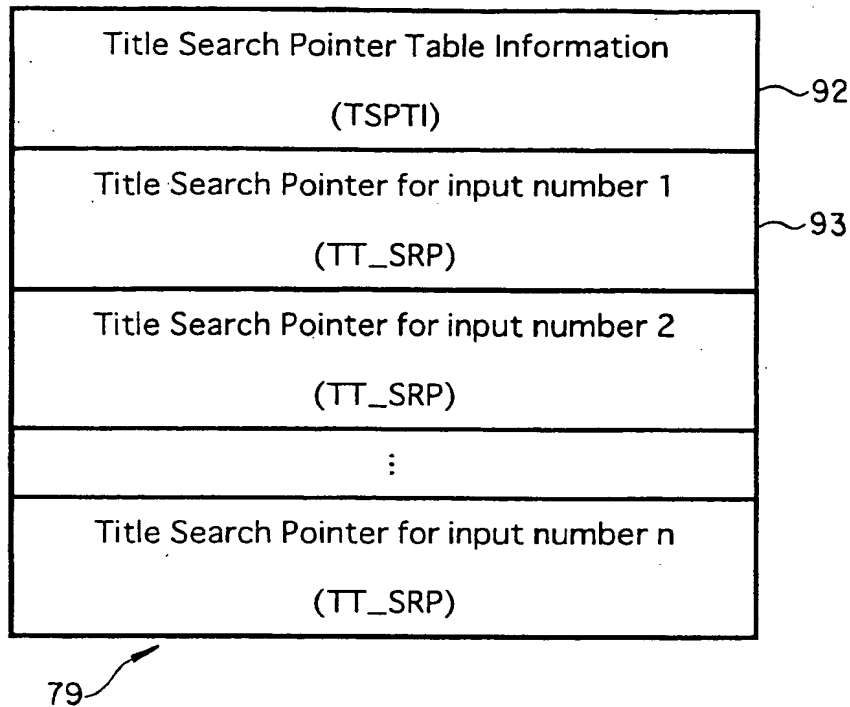 Title Search Pointer Table Information
(TSPTI)
92
Title Search Pointer for input number 1
(TT_SRP)
93
Title Search Pointer for input number 2
(TT_SRP)
⋮
Title Search Pointer for input number n
(TT_SRP)
79